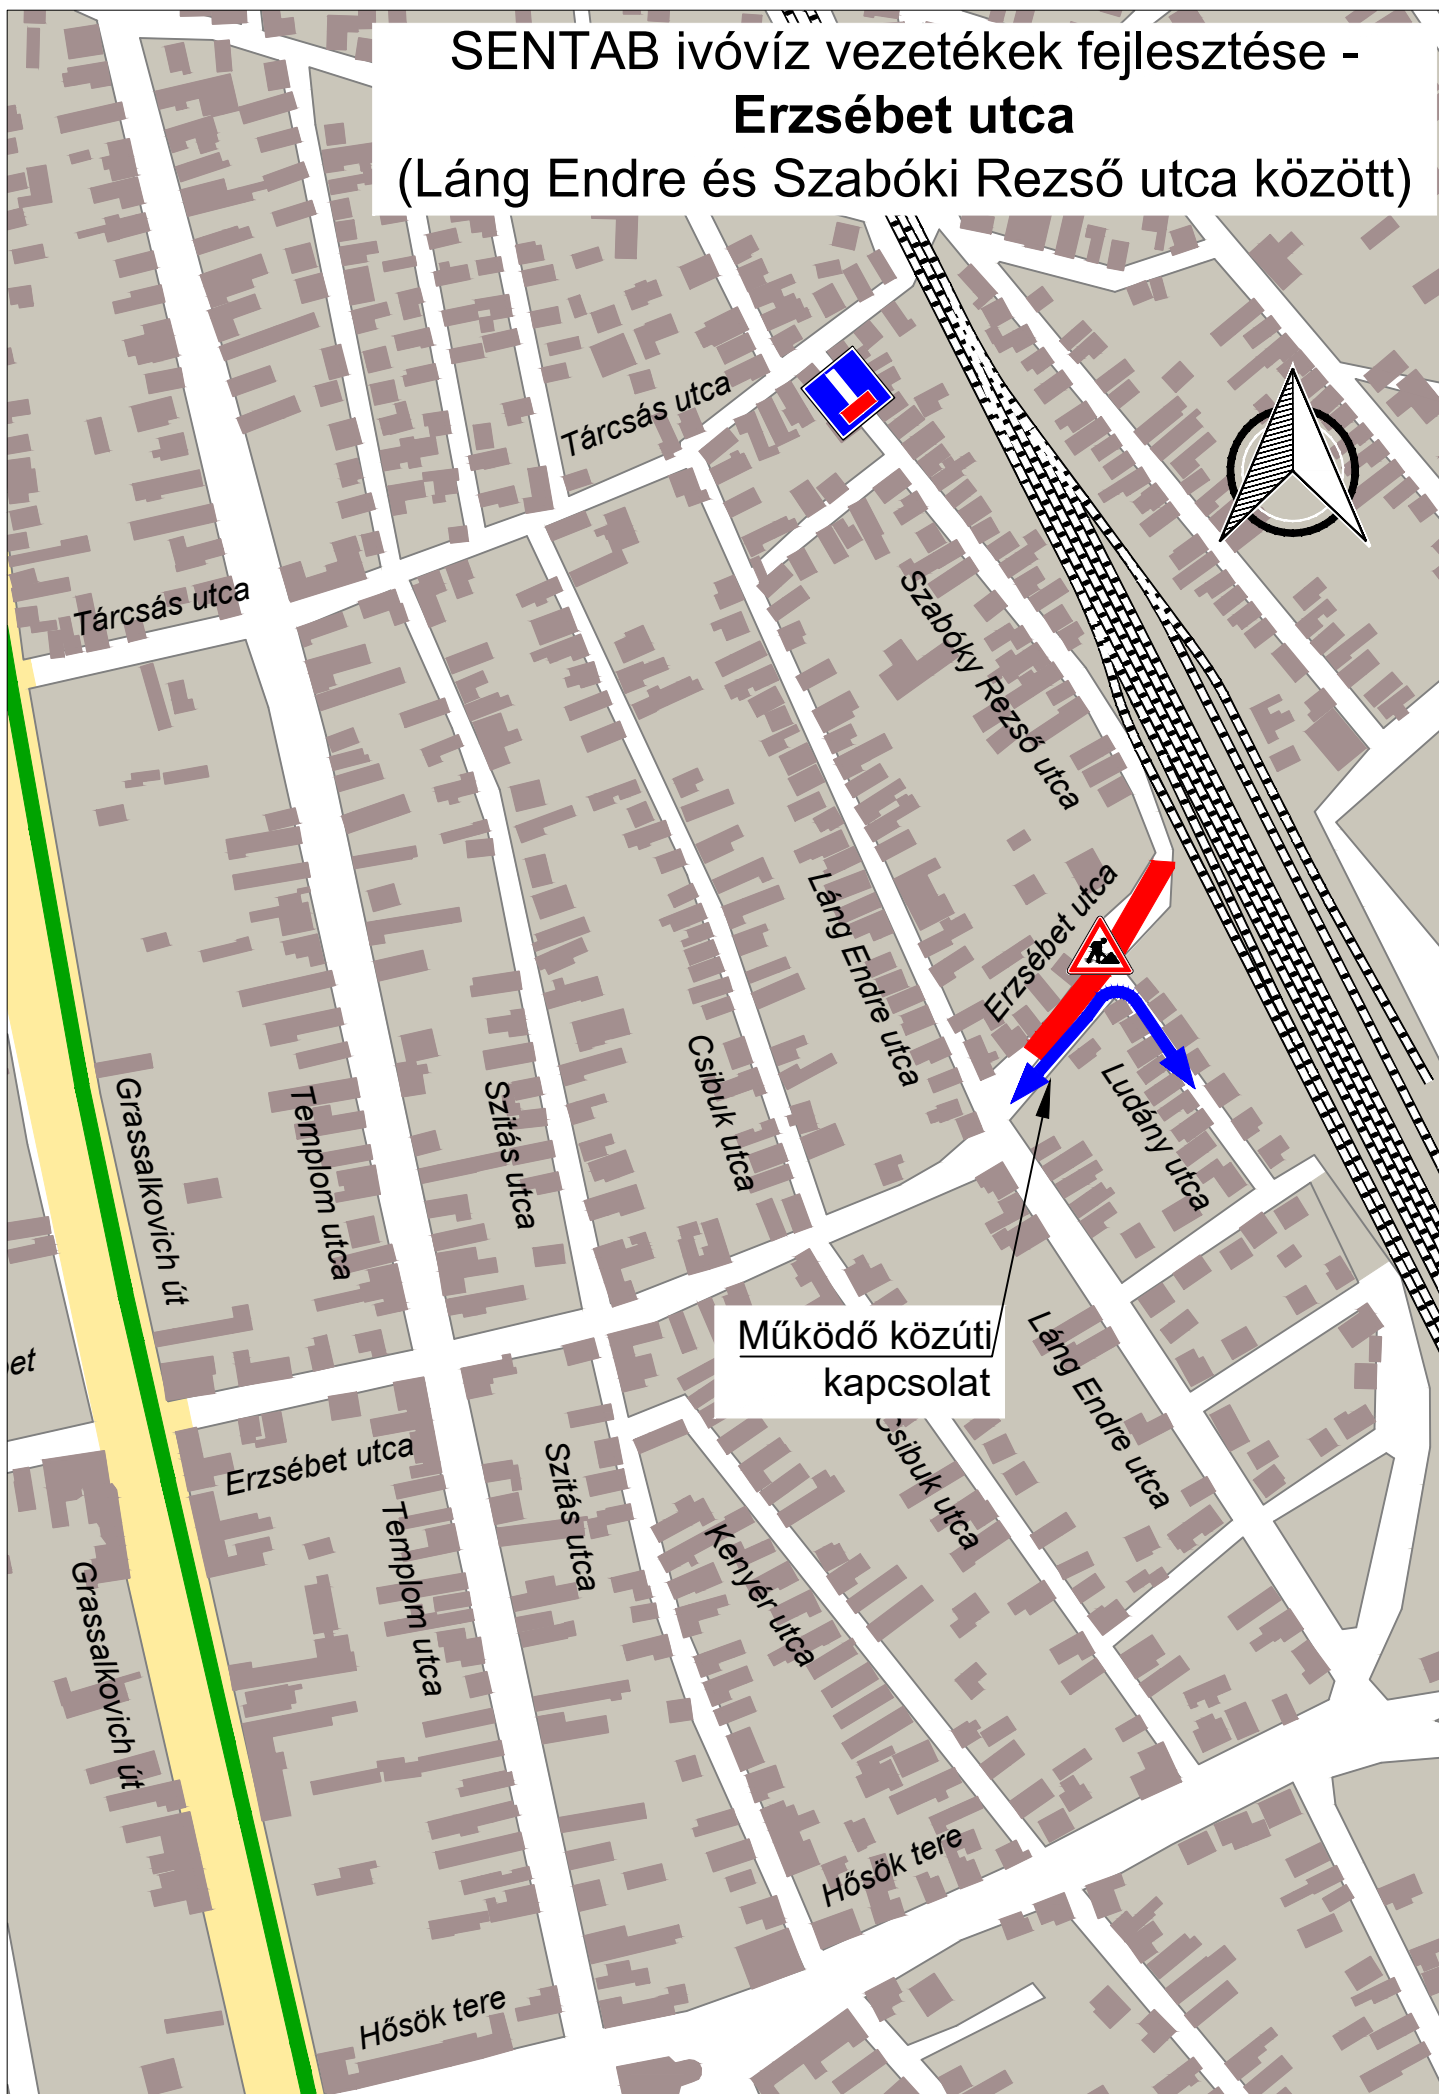 SENTAB ivóvíz vezetékek fejlesztése -
Erzsébet utca
(Láng Endre és Szabóki Rezső utca között)
Tárcsás utca
Tárcsás utca
Szabóky Rezső utca
Erzsébet utca
Láng Endre utca
Csibuk utca
Ludány utca
Szitás utca
Templom utca
Grassalkovich út
Működő közúti
kapcsolat
et
Láng Endre utca
Csibuk utca
Erzsébet utca
Szitás utca
Templom utca
Kenyér utca
Grassalkovich út
Hősök tere
Hősök tere